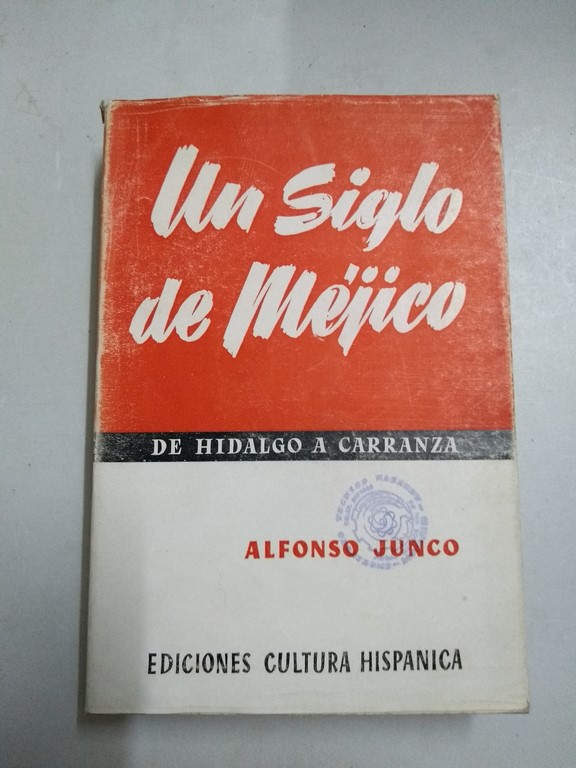 Un Siglo
de Méjico
DE HIDALGO A CARRANZA
ALFONSO JUNCO
EDICIONES CULTURA HISPANICA